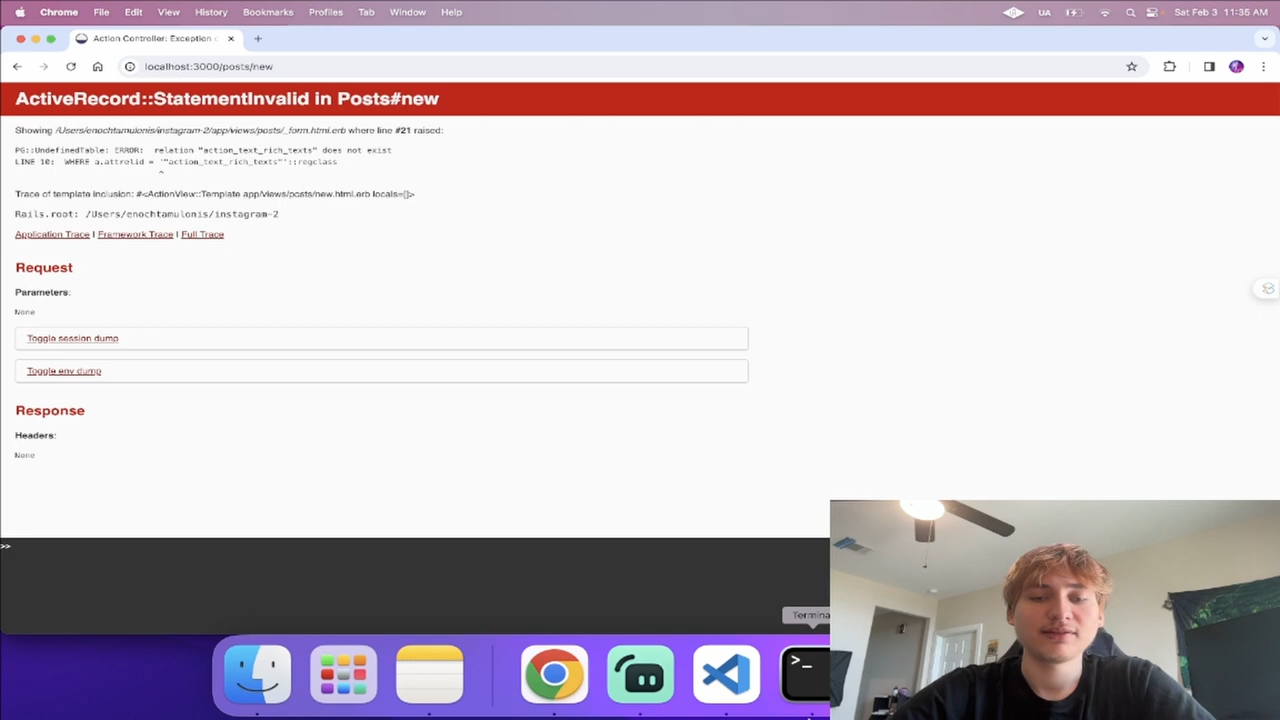 Chrome File Edit View History Bookmarks Profiles Tab Window Help
UA
Sat Feb 3 11:35 AM
Action Controller: Exception
localhost:3000/posts/new
ActiveRecord::StatementInvalid in Posts#new
Showing /Users/enochtamulonis/instagram-2/app/views/posts/_form.html.erb where line #21 raised:
PG::UndefinedTable: ERROR: relation "action_text_rich_texts" does not exist
LINE 10: WHERE a.attrelid = '"action_text_rich_texts"'::regclass
^
Trace of template inclusion: #<ActionView::Template app/views/posts/new.html.erb locals=[]>
Rails.root: /Users/enochtamulonis/instagram-2
Application Trace | Framework Trace | Full Trace
Request
Parameters:
None
Toggle session dump
Toggle env dump
Response
Headers:
None
>>
Termina
>_